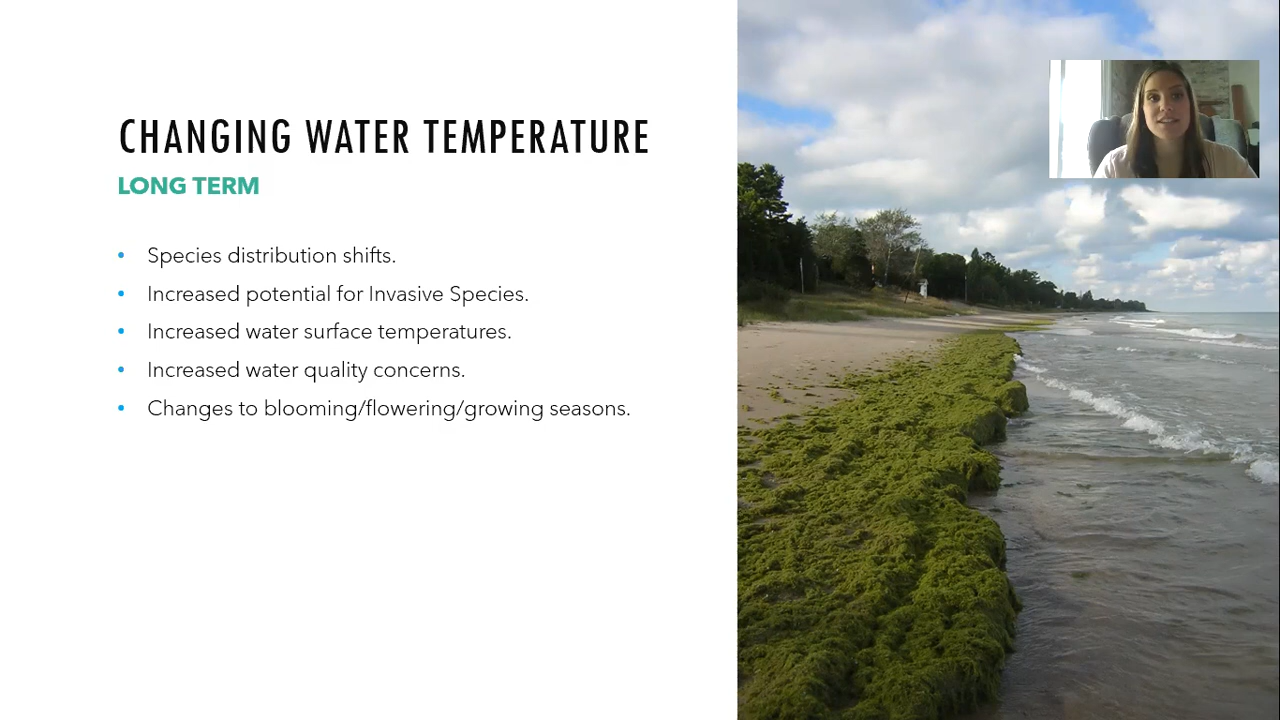 CHANGING WATER TEMPERATURE
LONG TERM
• Species distribution shifts.
• Increased potential for Invasive Species.
• Increased water surface temperatures.
• Increased water quality concerns.
• Changes to blooming/flowering/growing seasons.